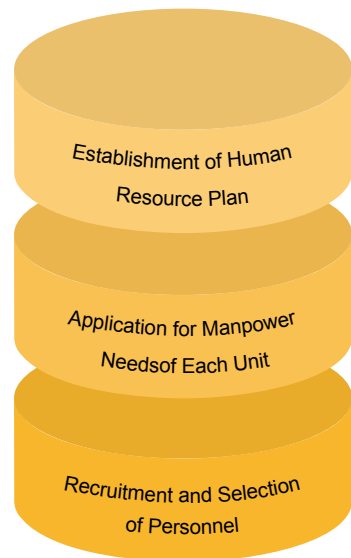 Establishment of Human
Resource Plan
Application for Manpower
Needsof Each Unit
Recruitment and Selection
of Personnel